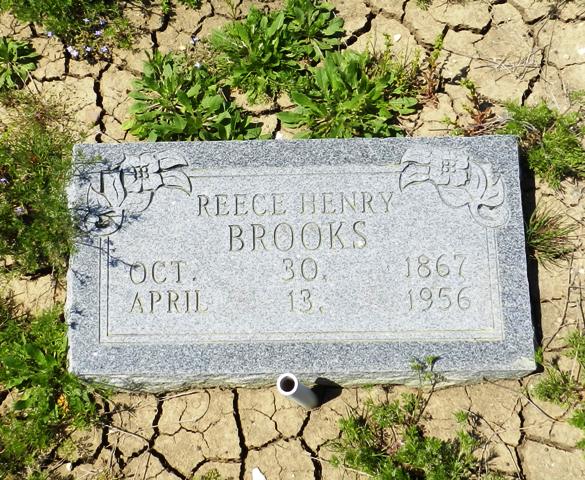 REECE HENRY
BROOKS
OCT. 30, 1867
APRIL 13, 1956